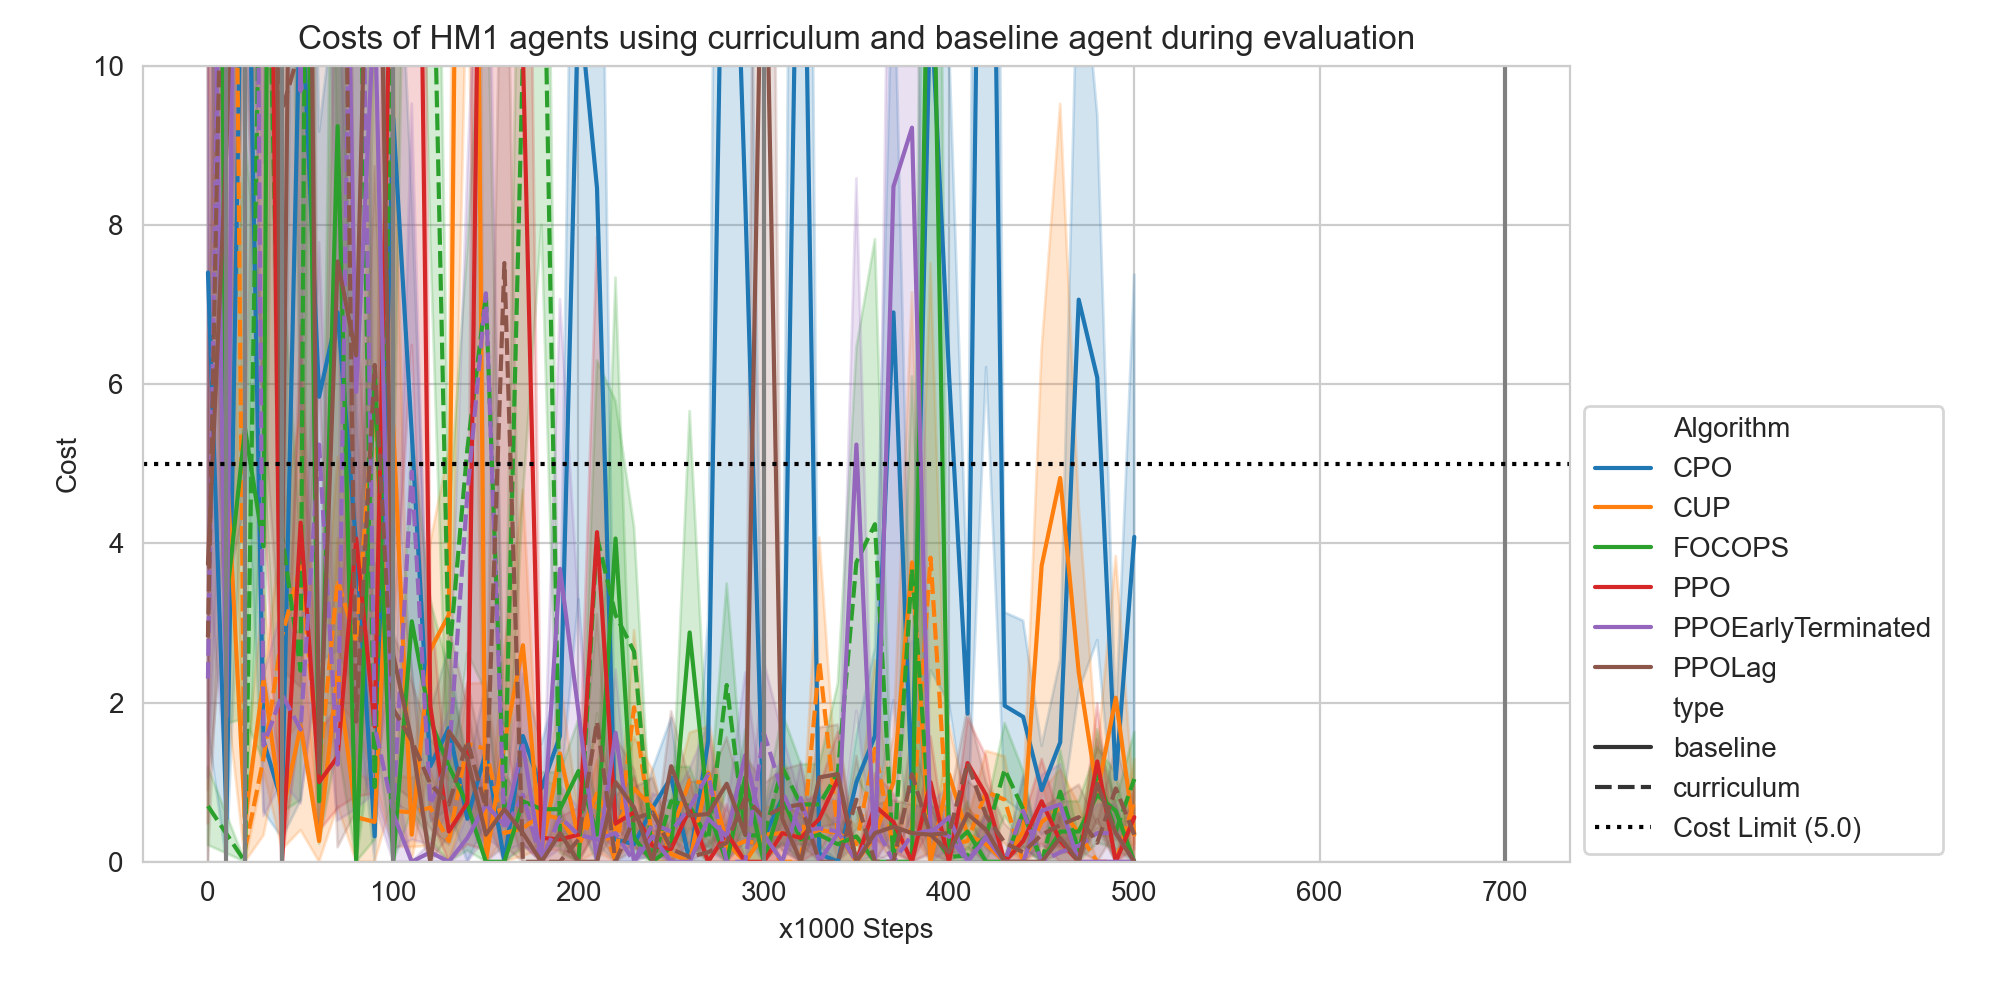 Costs of HM1 agents using curriculum and baseline agent during evaluation
10
8
6
4
2
0
Cost
0 100 200 300 400 500 600 700
x1000 Steps
Algorithm
CPO
CUP
FOCOPS
PPO
PPOEarlyTerminated
PPOLag
type
baseline
curriculum
Cost Limit (5.0)